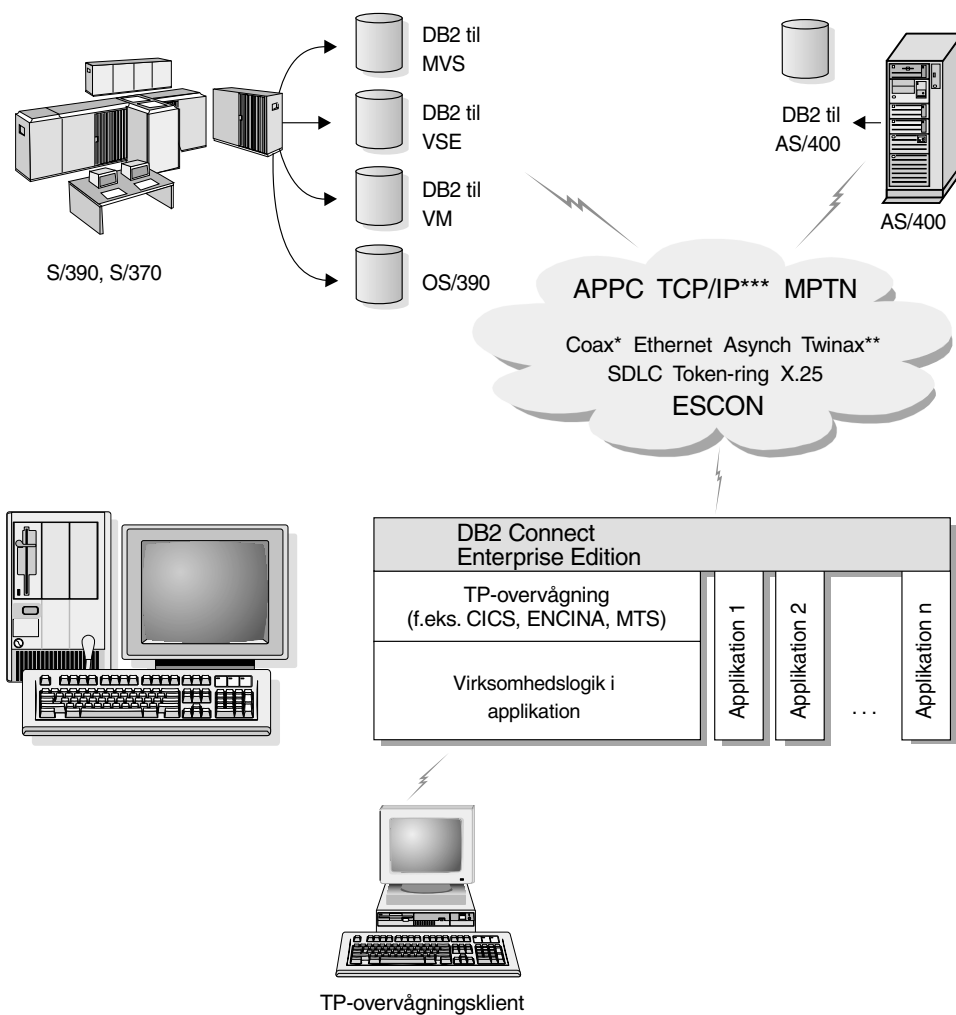 DB2 til
MVS
DB2 til
VSE
DB2 til
VM
OS/390
S/390, S/370
DB2 til
AS/400
AS/400
APPC TCP/IP*** MPTN
Coax* Ethernet Asynch Twinax**
SDLC Token-ring X.25
ESCON
DB2 Connect
Enterprise Edition
TP-overvågning
(f.eks. CICS, ENCINA, MTS)
Virksomhedslogik i
applikation
Applikation 1
Applikation 2
. . .
Applikation n
TP-overvågningsklient